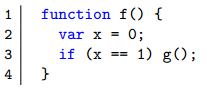 1 function f() {
2   var x = 0;
3   if (x == 1) g();
4 }